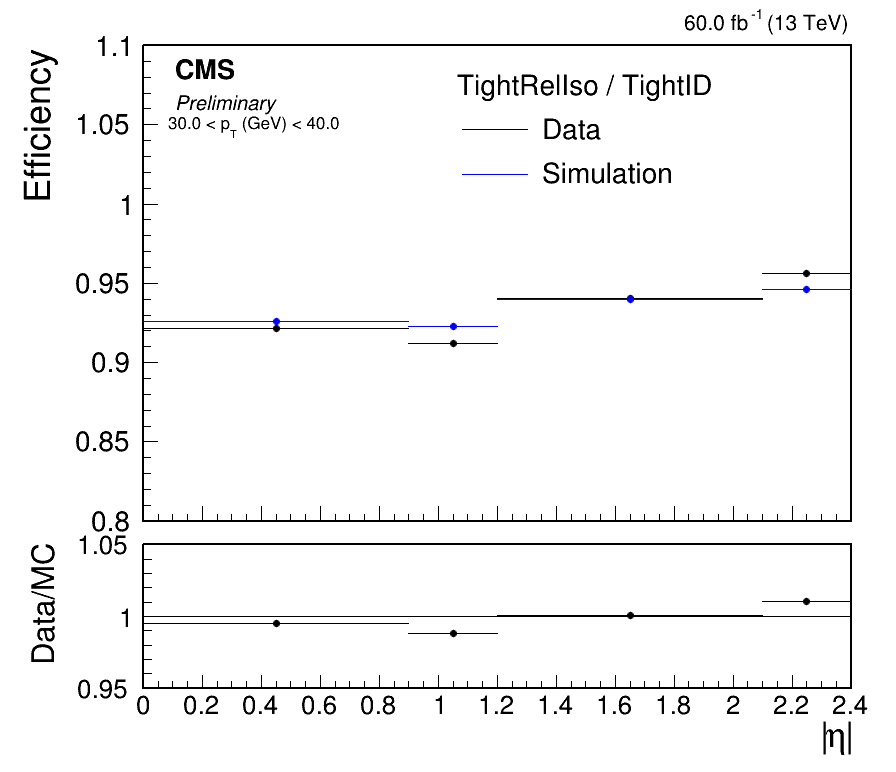 60.0 fb⁻¹ (13 TeV)
CMS
Preliminary
30.0 < p_T (GeV) < 40.0
TightRelIso / TightID
Data
Simulation
Efficiency
1.1
1.05
1
0.95
0.9
0.85
0.8
Data/MC
1.05
1
0.95
0 0.2 0.4 0.6 0.8 1 1.2 1.4 1.6 1.8 2 2.2 2.4
|η|